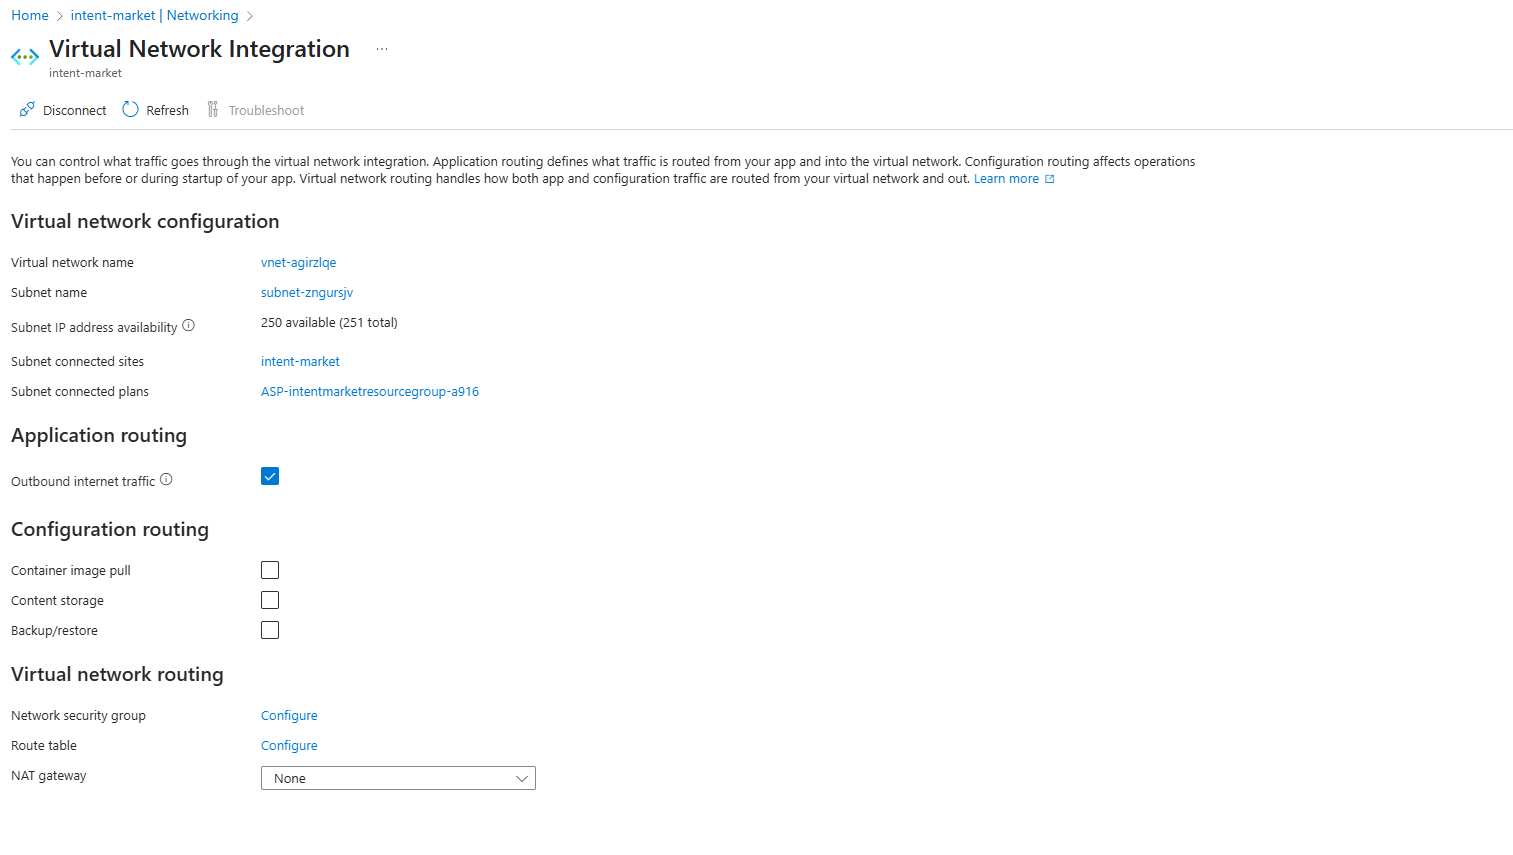 Home > intent-market | Networking >
Virtual Network Integration ...
intent-market
Disconnect Refresh Troubleshoot
You can control what traffic goes through the virtual network integration. Application routing defines what traffic is routed from your app and into the virtual network. Configuration routing affects operations
that happen before or during startup of your app. Virtual network routing handles how both app and configuration traffic are routed from your virtual network and out. Learn more
Virtual network configuration
Virtual network name vnet-agirzlqe
Subnet name subnet-zngursjv
Subnet IP address availability 250 available (251 total)
Subnet connected sites intent-market
Subnet connected plans ASP-intentmarketresourcegroup-a916
Application routing
Outbound internet traffic
Configuration routing
Container image pull
Content storage
Backup/restore
Virtual network routing
Network security group Configure
Route table Configure
NAT gateway None